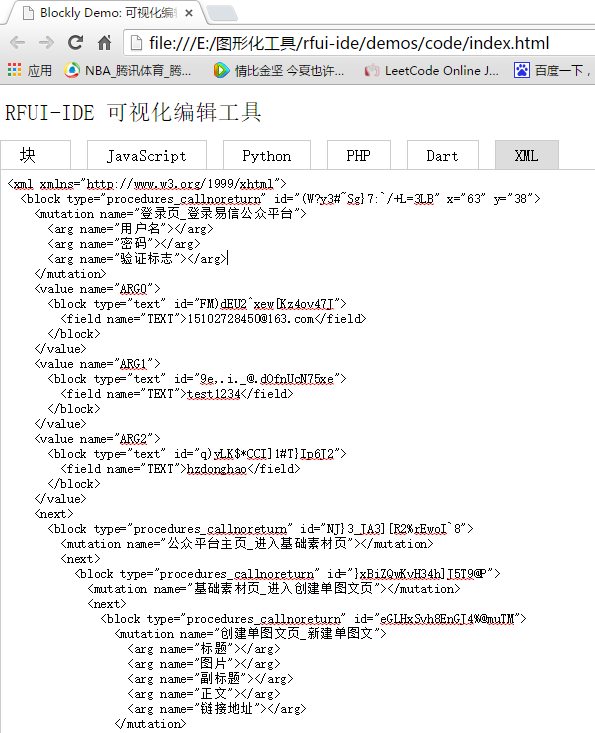 Blockly Demo: 可视化编辑
file:///E:/图形化工具/rfui-ide/demos/code/index.html
应用 NBA_腾讯体育_腾... 情比金坚 今夏也许... LeetCode Online J... 百度一下，
RFUI-IDE 可视化编辑工具
块 JavaScript Python PHP Dart XML
<xml xmlns="http://www.w3.org/1999/xhtml">
<block type="procedures_callnoreturn" id="(W?y3#~Sg}7:`/+L=3LB" x="63" y="38">
<mutation name="登录页_登录易信公众平台">
<arg name="用户名"></arg>
<arg name="密码"></arg>
<arg name="验证标志"></arg>
</mutation>
<value name="ARG0">
<block type="text" id="FM)dEU2^xew[Kz4ov47J">
<field name="TEXT">15102728450@163.com</field>
</block>
</value>
<value name="ARG1">
<block type="text" id="9e,.i._@.dOfnUcN75xe">
<field name="TEXT">test1234</field>
</block>
</value>
<value name="ARG2">
<block type="text" id="q)yLK$*CCI]1#T}Ip6I2">
<field name="TEXT">hzdonghao</field>
</block>
</value>
<next>
<block type="procedures_callnoreturn" id="NJ}3_IA3][R2%rEwoI`8">
<mutation name="公众平台主页_进入基础素材页"></mutation>
<next>
<block type="procedures_callnoreturn" id="}xBiZQwKvH34h]J5T9@P">
<mutation name="基础素材页_进入创建单图文页"></mutation>
<next>
<block type="procedures_callnoreturn" id="eGLHxSvh8EnGI4%@muTM">
<mutation name="创建单图文页_新建单图文">
<arg name="标题"></arg>
<arg name="图片"></arg>
<arg name="副标题"></arg>
<arg name="正文"></arg>
<arg name="链接地址"></arg>
</mutation>